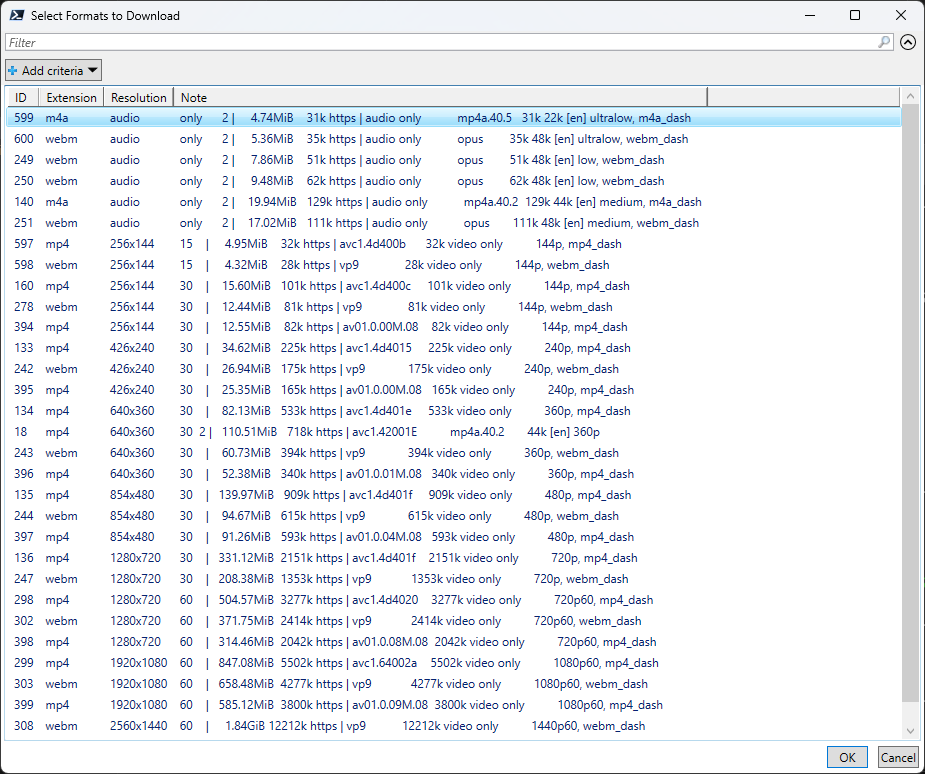 Select Formats to Download
Filter
Add criteria
ID Extension Resolution Note
599 m4a audio only 2 | 4.74MiB 31k https | audio only mp4a.40.5 31k 22k [en] ultralow, m4a_dash
600 webm audio only 2 | 5.36MiB 35k https | audio only opus 35k 48k [en] ultralow, webm_dash
249 webm audio only 2 | 7.86MiB 51k https | audio only opus 51k 48k [en] low, webm_dash
250 webm audio only 2 | 9.48MiB 62k https | audio only opus 62k 48k [en] low, webm_dash
140 m4a audio only 2 | 19.94MiB 129k https | audio only mp4a.40.2 129k 44k [en] medium, m4a_dash
251 webm audio only 2 | 17.02MiB 111k https | audio only opus 111k 48k [en] medium, webm_dash
597 mp4 256x144 15 | 4.95MiB 32k https | avc1.4d400b 32k video only 144p, mp4_dash
598 webm 256x144 15 | 4.32MiB 28k https | vp9 28k video only 144p, webm_dash
160 mp4 256x144 30 | 15.60MiB 101k https | avc1.4d400c 101k video only 144p, mp4_dash
278 webm 256x144 30 | 12.44MiB 81k https | vp9 81k video only 144p, webm_dash
394 mp4 256x144 30 | 12.55MiB 82k https | av01.0.00M.08 82k video only 144p, mp4_dash
133 mp4 426x240 30 | 34.62MiB 225k https | avc1.4d4015 225k video only 240p, mp4_dash
242 webm 426x240 30 | 26.94MiB 175k https | vp9 175k video only 240p, webm_dash
395 mp4 426x240 30 | 25.35MiB 165k https | av01.0.00M.08 165k video only 240p, mp4_dash
134 mp4 640x360 30 | 82.13MiB 533k https | avc1.4d401e 533k video only 360p, mp4_dash
18 mp4 640x360 30 2 | 110.51MiB 718k https | avc1.42001E mp4a.40.2 44k [en] 360p
243 webm 640x360 30 | 60.73MiB 394k https | vp9 394k video only 360p, webm_dash
396 mp4 640x360 30 | 52.38MiB 340k https | av01.0.01M.08 340k video only 360p, mp4_dash
135 mp4 854x480 30 | 139.97MiB 909k https | avc1.4d401f 909k video only 480p, mp4_dash
244 webm 854x480 30 | 94.67MiB 615k https | vp9 615k video only 480p, webm_dash
397 mp4 854x480 30 | 91.26MiB 593k https | av01.0.04M.08 593k video only 480p, mp4_dash
136 mp4 1280x720 30 | 331.12MiB 2151k https | avc1.4d401f 2151k video only 720p, mp4_dash
247 webm 1280x720 30 | 208.38MiB 1353k https | vp9 1353k video only 720p, webm_dash
298 mp4 1280x720 60 | 504.57MiB 3277k https | avc1.4d4020 3277k video only 720p60, mp4_dash
302 webm 1280x720 60 | 371.75MiB 2414k https | vp9 2414k video only 720p60, webm_dash
398 mp4 1280x720 60 | 314.46MiB 2042k https | av01.0.08M.08 2042k video only 720p60, mp4_dash
299 mp4 1920x1080 60 | 847.08MiB 5502k https | avc1.64002a 5502k video only 1080p60, mp4_dash
303 webm 1920x1080 60 | 658.48MiB 4277k https | vp9 4277k video only 1080p60, webm_dash
399 mp4 1920x1080 60 | 585.12MiB 3800k https | av01.0.09M.08 3800k video only 1080p60, mp4_dash
308 webm 2560x1440 60 | 1.84GiB 12212k https | vp9 12212k video only 1440p60, webm_dash
OK Cancel